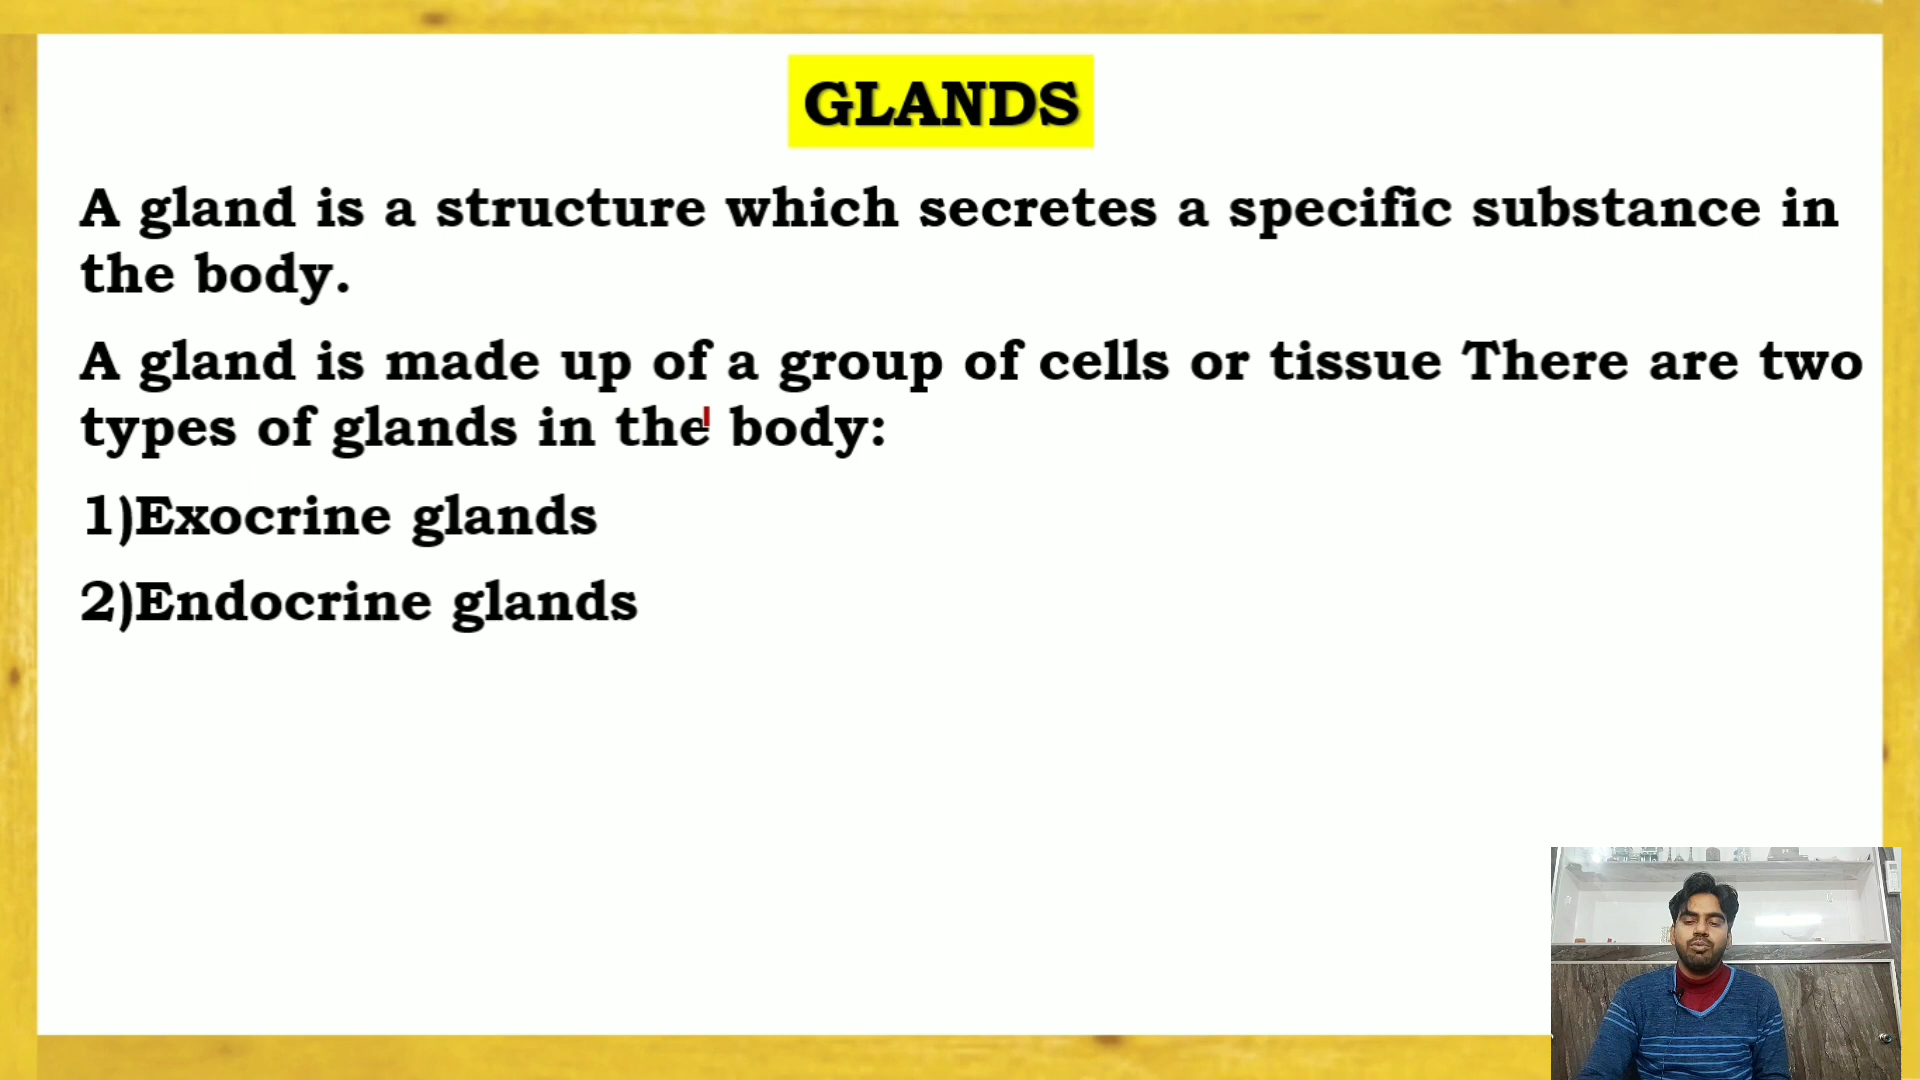 GLANDS
A gland is a structure which secretes a specific substance in
the body.
A gland is made up of a group of cells or tissue There are two
types of glands in the body:
1)Exocrine glands
2)Endocrine glands